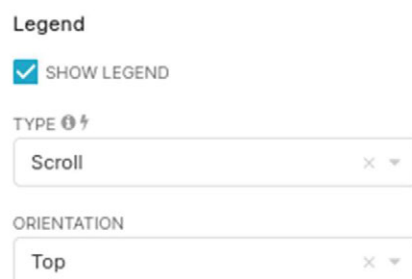 Legend
SHOW LEGEND
TYPE
Scroll
ORIENTATION
Top